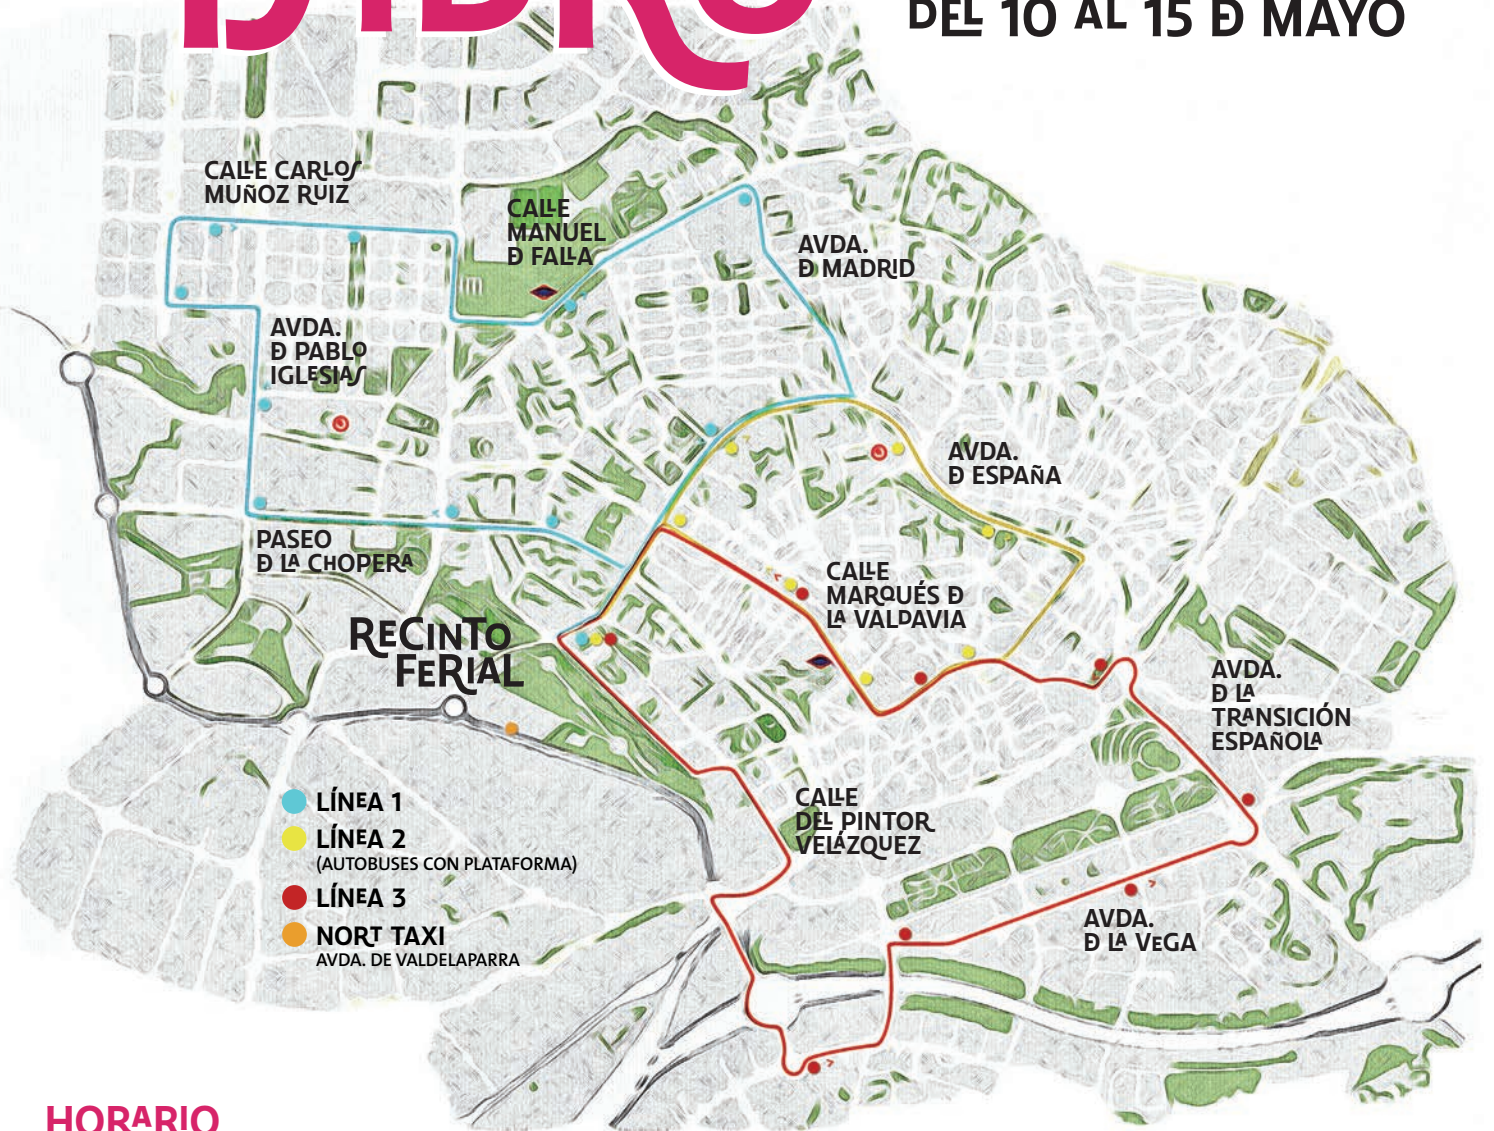 DEL 10 AL 15 D MAYO
CALLE CARLOS
MUÑOZ RUIZ
CALLE
MANUEL
D FALLA
AVDA.
D MADRID
AVDA.
D PABLO
IGLESIAS
AVDA.
D ESPAÑA
PASEO
D LA CHOPERA
CALLE
MARQUÉS D
LA VALDAVIA
RECINTO
FERIAL
AVDA.
D LA
TRANSICIÓN
ESPAÑOLA
CALLE
DEL PINTOR
VELÁZQUEZ
LÍNEA 1
LÍNEA 2
(AUTOBUSES CON PLATAFORMA)
LÍNEA 3
NORT TAXI
AVDA. DE VALDELAPARRA
AVDA.
D LA VEGA
HORARIO